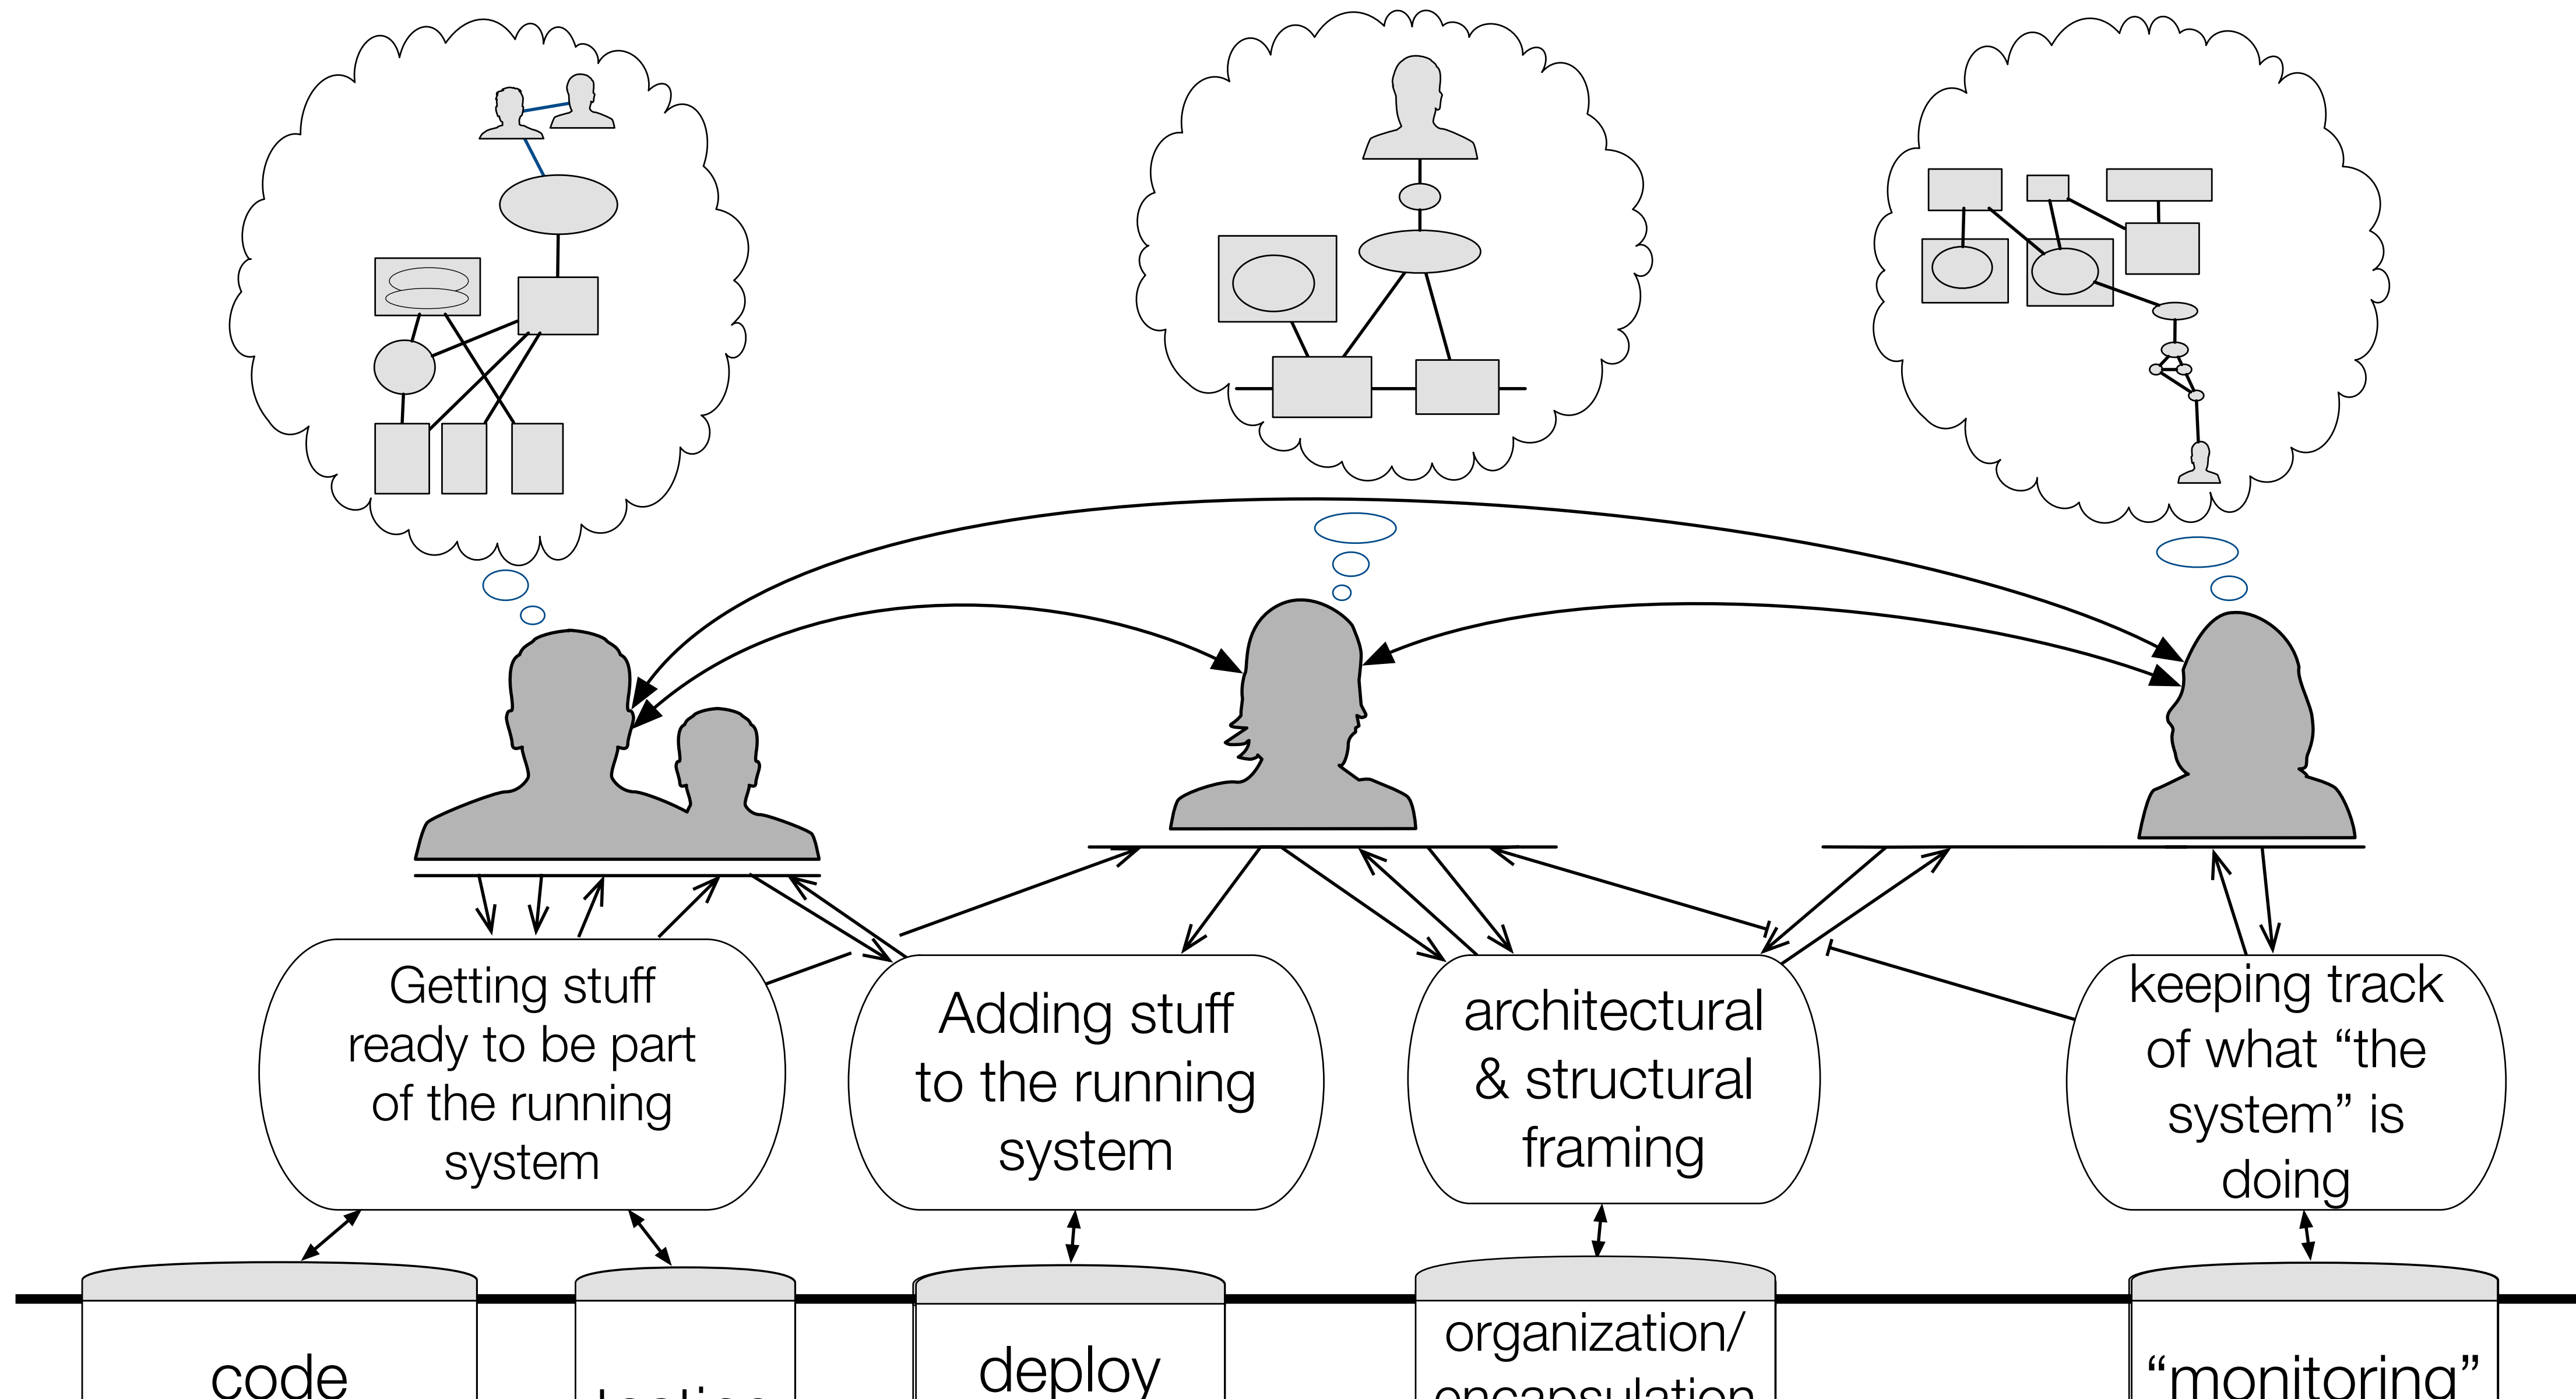 Getting stuff
ready to be part
of the running
system
Adding stuff
to the running
system
architectural
& structural
framing
keeping track
of what “the
system” is
doing
code
deploy
organization/
encapsulation
“monitoring”